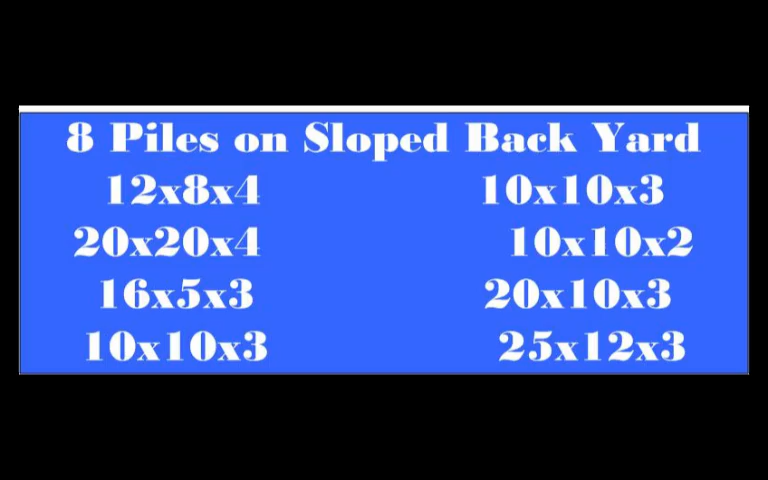 8 Piles on Sloped Back Yard
12x8x4 10x10x3
20x20x4 10x10x2
16x5x3 20x10x3
10x10x3 25x12x3